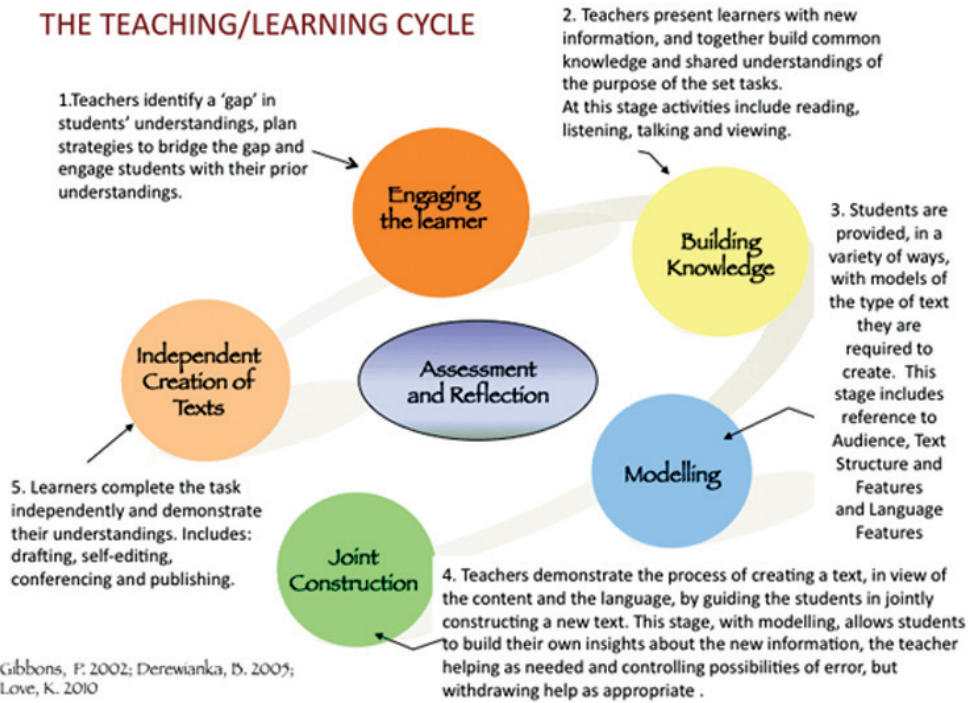 THE TEACHING/LEARNING CYCLE
1.Teachers identify a 'gap' in
students' understandings, plan
strategies to bridge the gap and
engage students with their prior
understandings.
2. Teachers present learners with new
information, and together build common
knowledge and shared understandings of
the purpose of the set tasks.
At this stage activities include reading,
listening, talking and viewing.
Engaging
the learner
Building
Knowledge
3. Students are
provided, in a
variety of ways,
with models of
the type of text
they are
required to
create. This
stage includes
reference to
Audience, Text
Structure and
Features
and Language
Features
Independent
Creation of
Texts
Assessment
and Reflection
Modelling
5. Learners complete the task
independently and demonstrate
their understandings. Includes:
drafting, self-editing,
conferencing and publishing.
Joint
Construction
4. Teachers demonstrate the process of creating a text, in view of
the content and the language, by guiding the students in jointly
constructing a new text. This stage, with modelling, allows students
to build their own insights about the new information, the teacher
helping as needed and controlling possibilities of error, but
withdrawing help as appropriate .
Gibbons, P. 2002; Derewianka, B. 2005;
Love, K. 2010